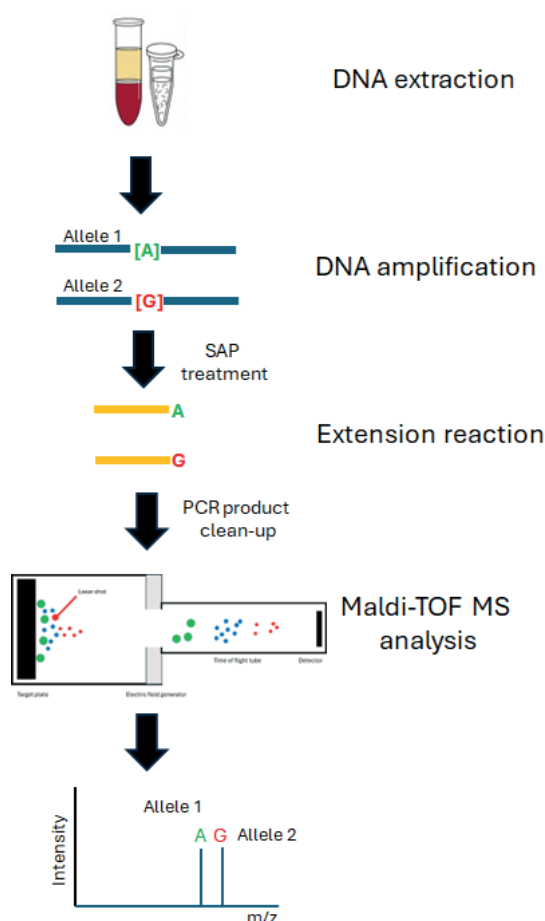 DNA extraction
Allele 1
[A]
Allele 2
[G]
DNA amplification
SAP
treatment
A
G
Extension reaction
PCR product
clean-up
Laser shot
Target plate
Electric field generator
Time of flight tube
Detector
Maldi-TOF MS
analysis
Intensity
Allele 1
A G Allele 2
m/z